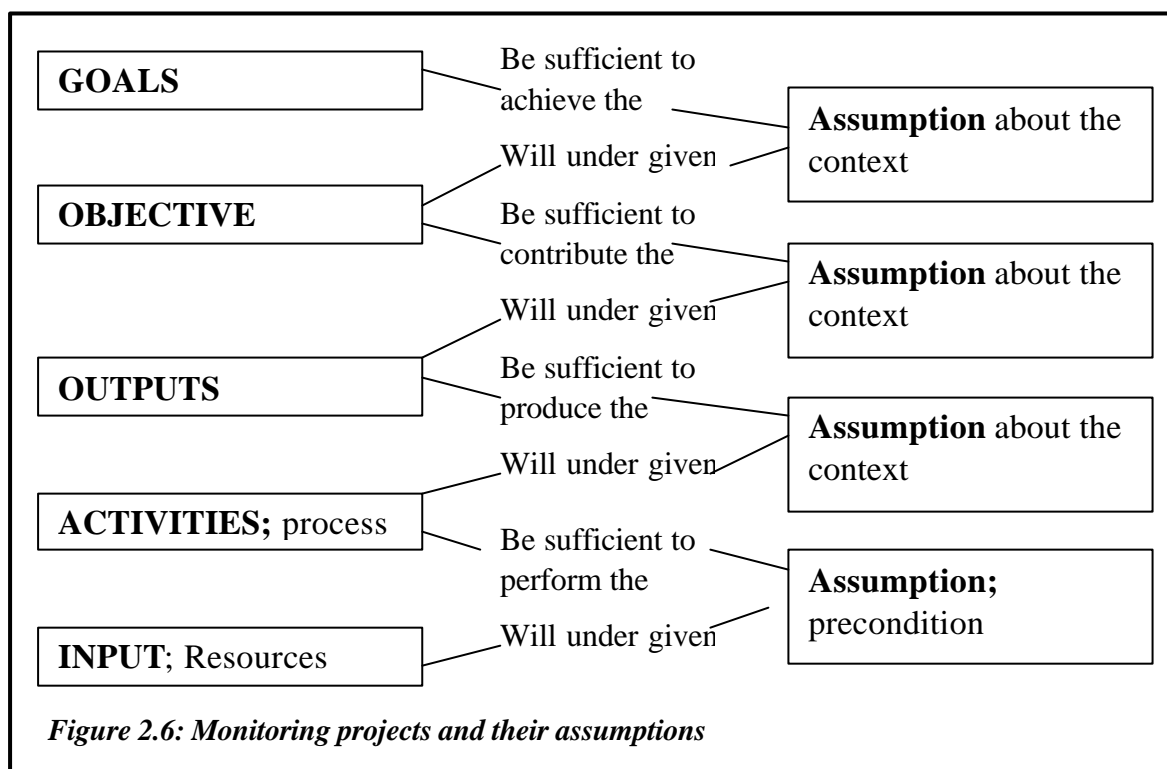 GOALS
Be sufficient to
achieve the
Assumption about the
context
Will under given
OBJECTIVE
Be sufficient to
contribute the
Assumption about the
context
Will under given
OUTPUTS
Be sufficient to
produce the
Assumption about the
context
Will under given
ACTIVITIES; process
Be sufficient to
perform the
Assumption;
precondition
Will under given
INPUT; Resources
Figure 2.6: Monitoring projects and their assumptions